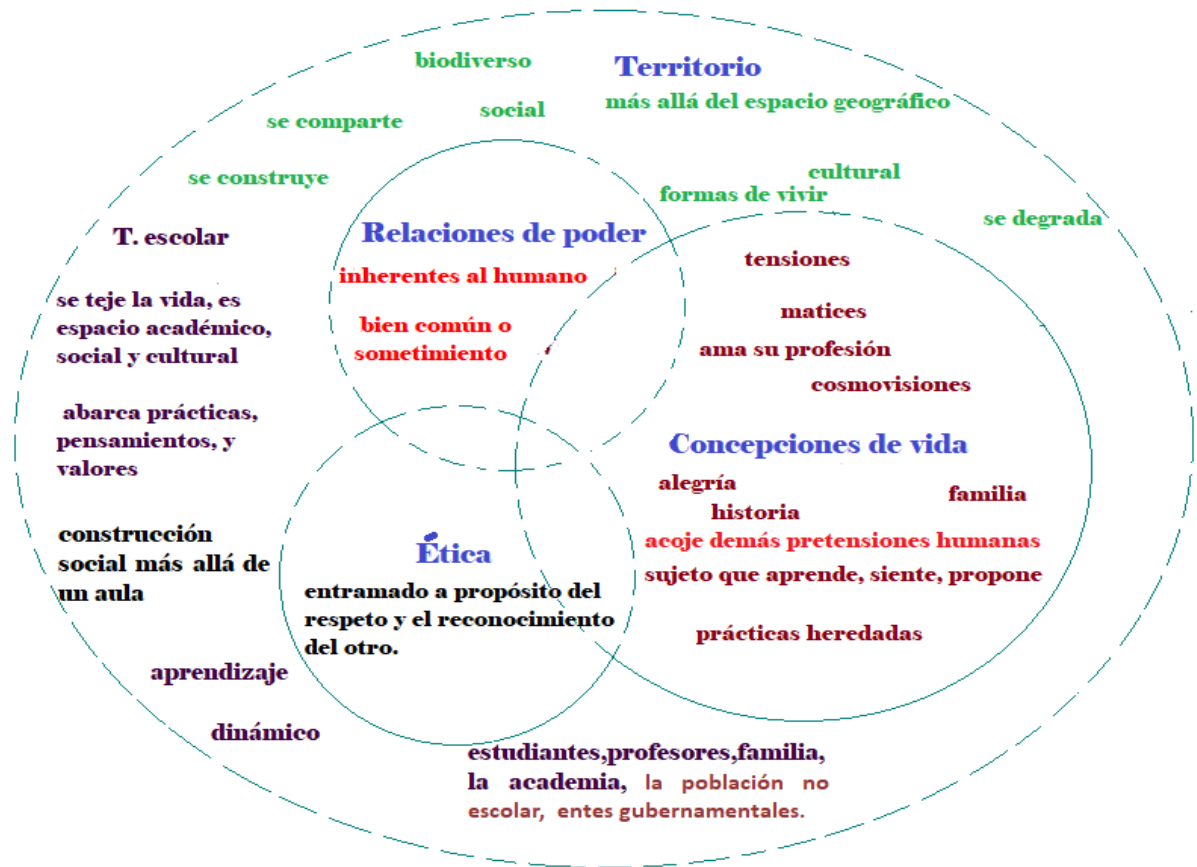 biodiverso
Territorio
más allá del espacio geográfico
social
se comparte
se construye
cultural
formas de vivir
se degrada
T. escolar
Relaciones de poder
inherentes al humano
bien común o
sometimiento
tensiones
matices
ama su profesión
cosmovisiones
se teje la vida, es
espacio académico,
social y cultural
abarca prácticas,
pensamientos, y
valores
Concepciones de vida
alegría
familia
historia
acoje demás pretensiones humanas
sujeto que aprende, siente, propone
prácticas heredadas
construcción
social más allá de
un aula
Ética
entramado a propósito del
respeto y el reconocimiento
del otro.
aprendizaje
dinámico
estudiantes,profesores,familia,
la academia, la población no
escolar, entes gubernamentales.